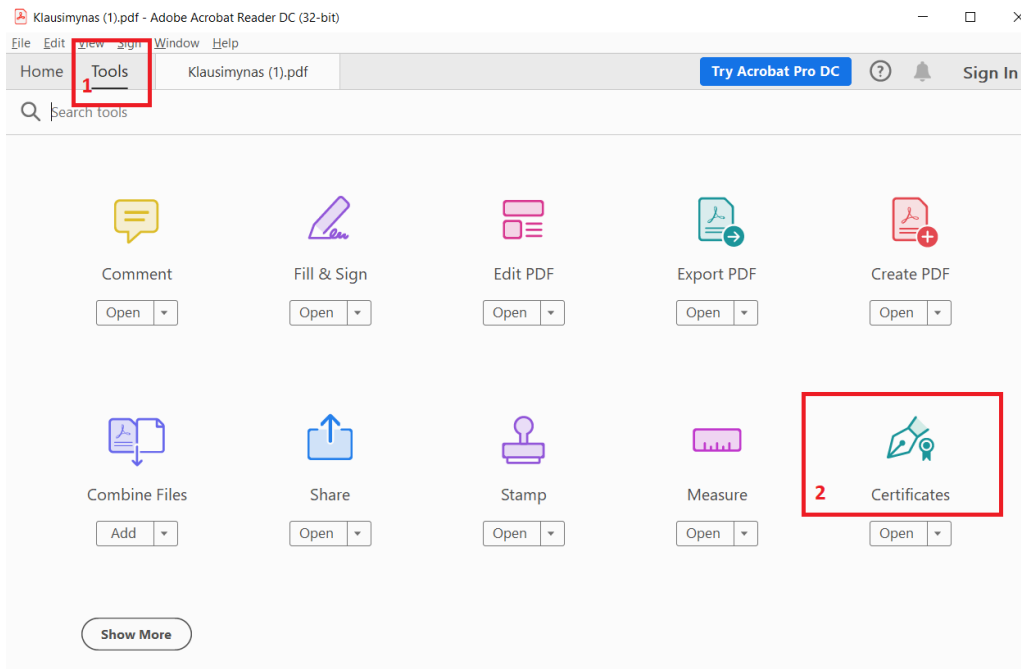 Klausimynas (1).pdf - Adobe Acrobat Reader DC (32-bit)
File Edit View Sign Window Help
Home 1 Tools Klausimynas (1).pdf Try Acrobat Pro DC ? Sign In
Search tools
Comment Fill & Sign Edit PDF Export PDF Create PDF
Open Open Open Open Open
2
Combine Files Share Stamp Measure Certificates
Add Open Open Open Open
Show More